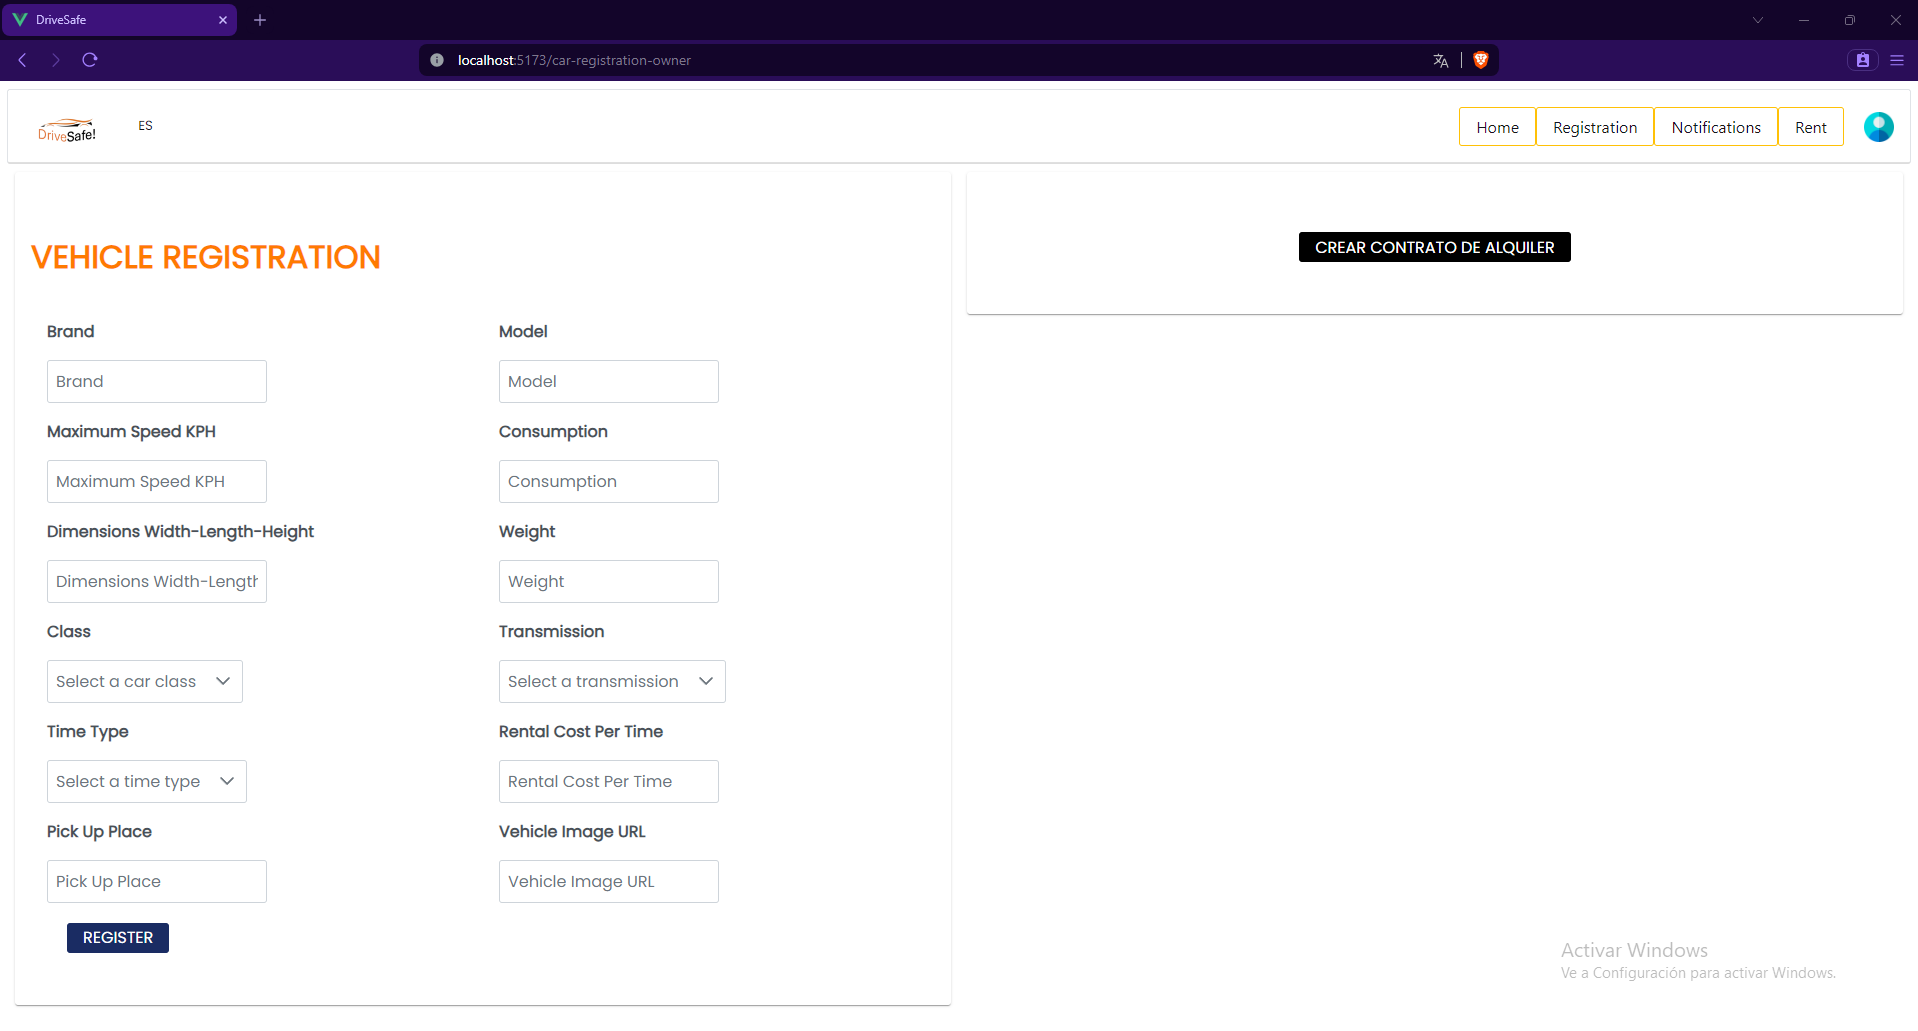 DriveSafe
localhost:5173/car-registration-owner
DriveSafe!
ES
Home
Registration
Notifications
Rent
VEHICLE REGISTRATION
Brand
Model
Brand
Model
Maximum Speed KPH
Consumption
Maximum Speed KPH
Consumption
Dimensions Width-Length-Height
Weight
Dimensions Width-Length
Weight
Class
Transmission
Select a car class
Select a transmission
Time Type
Rental Cost Per Time
Select a time type
Rental Cost Per Time
Pick Up Place
Vehicle Image URL
Pick Up Place
Vehicle Image URL
REGISTER
CREAR CONTRATO DE ALQUILER
Activar Windows
Ve a Configuración para activar Windows.